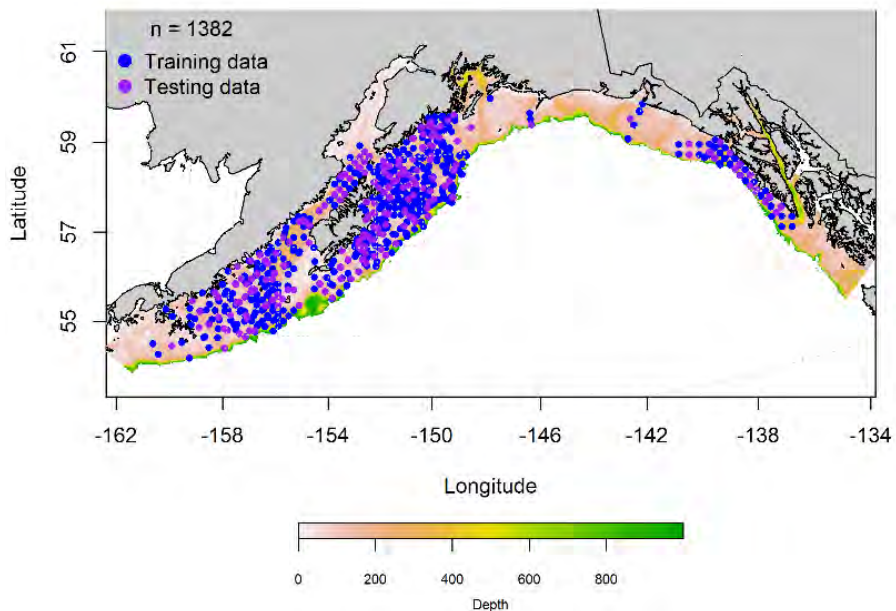 n = 1382
Training data
Testing data
61
59
57
55
Latitude
-162 -158 -154 -150 -146 -142 -138 -134
Longitude
0 200 400 600 800
Depth